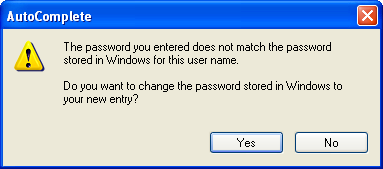 AutoComplete
The password you entered does not match the password
stored in Windows for this user name.
Do you want to change the password stored in Windows to
your new entry?
Yes No